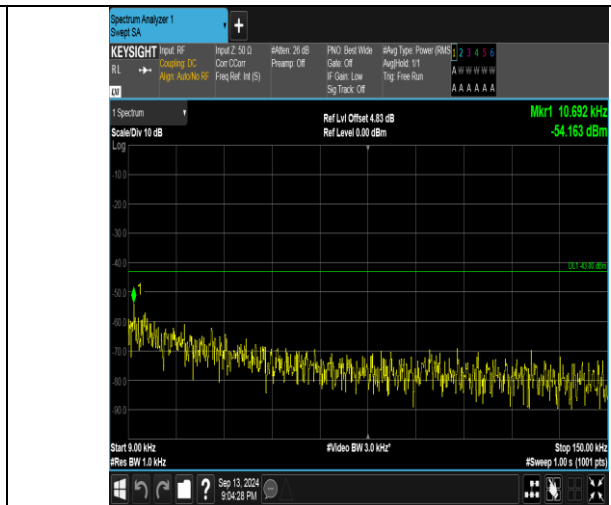 Spectrum Analyzer 1
Swept SA
+
KEYSIGHT Input: RF Input Z: 50 Ω #Atten: 26 dB PNO: Best Wide #Avg Type: Power (RMS 1 2 3 4 5 6
RL Coupling: DC Corr CCorr Preamp: Off Gate: Off Avg|Hold: 1/1 A W W W W W
Align: Auto/No RF Freq Ref: Int (S) IF Gain: Low Trig: Free Run
LXI Sig Track: Off A A A A A A
1 Spectrum Ref Lvl Offset 4.83 dB Mkr1 10.692 kHz
Scale/Div 10 dB Ref Level 0.00 dBm -54.163 dBm
Log
-10.0
-20.0
-30.0
-40.0 DL1 -43.00 dBm
1
-50.0
-60.0
-70.0
-80.0
-90.0
Start 9.00 kHz #Video BW 3.0 kHz* Stop 150.00 kHz
#Res BW 1.0 kHz #Sweep 1.00 s (1001 pts)
? Sep 13, 2024
9:04:28 PM